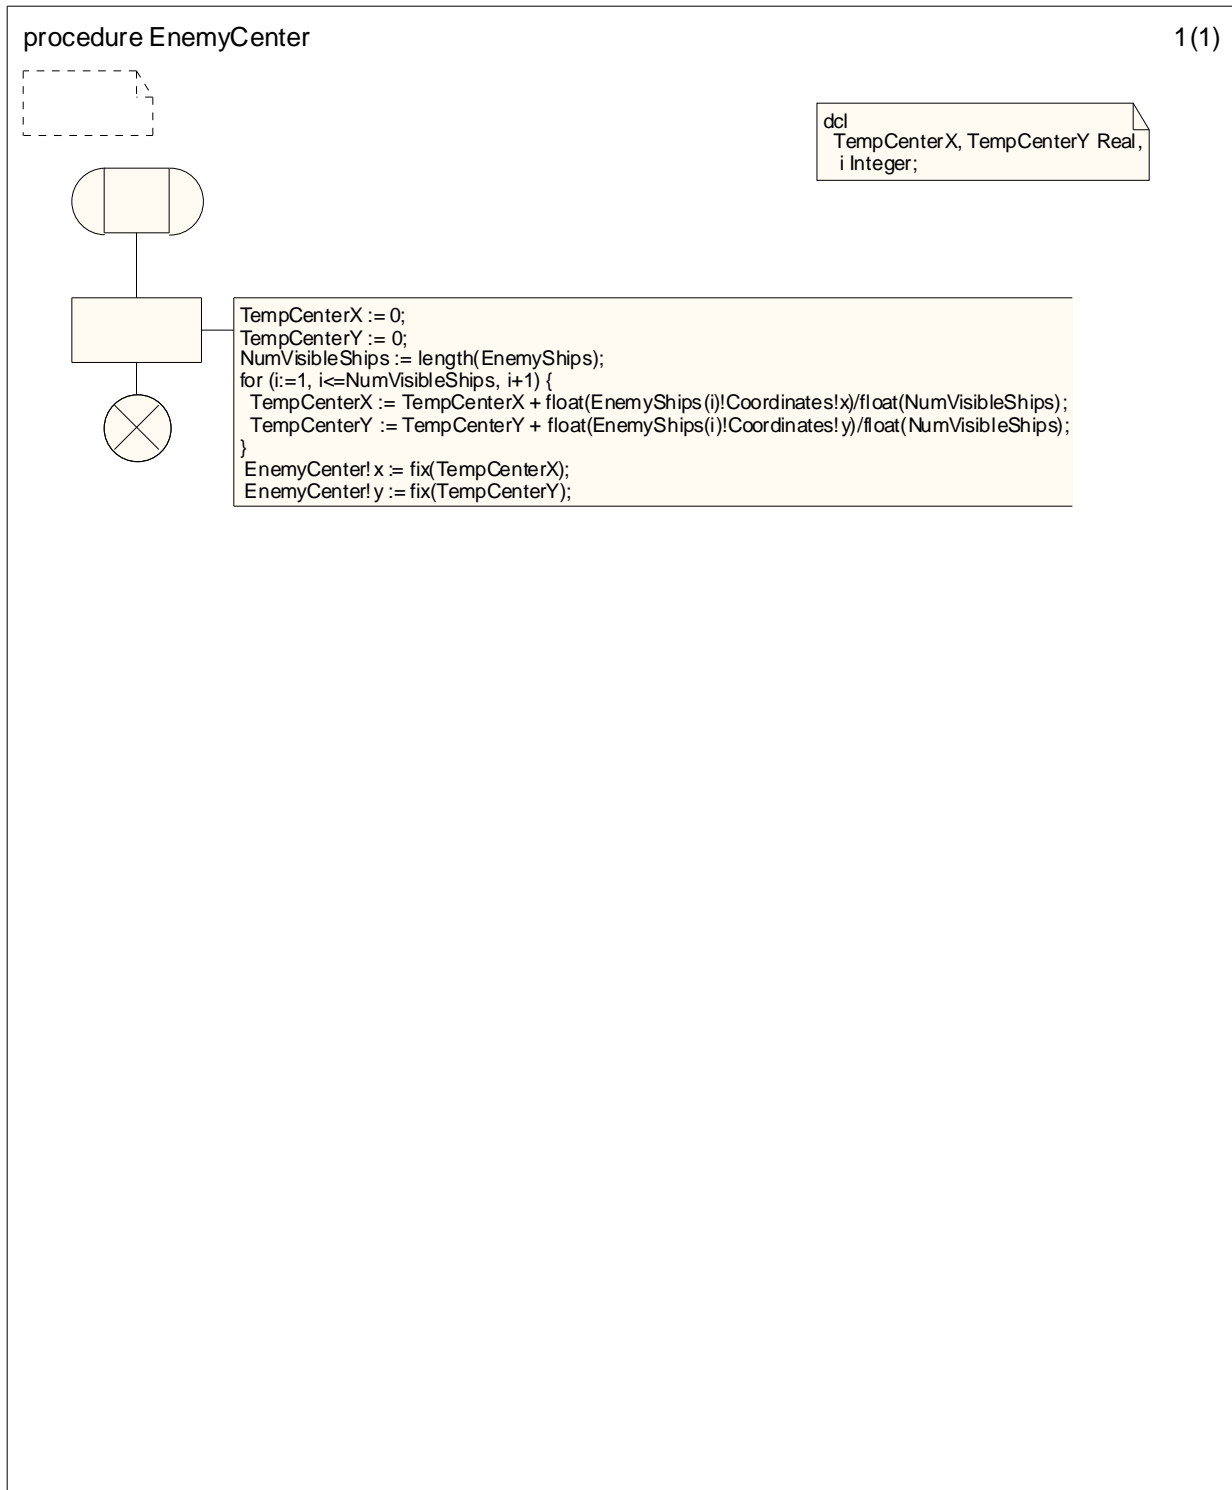 procedure EnemyCenter
1(1)
dcl
TempCenterX, TempCenterY Real,
i Integer;
TempCenterX := 0;
TempCenterY := 0;
NumVisibleShips := length(EnemyShips);
for (i:=1, i<=NumVisibleShips, i+1) {
TempCenterX := TempCenterX + float(EnemyShips(i)!Coordinates!x)/float(NumVisibleShips);
TempCenterY := TempCenterY + float(EnemyShips(i)!Coordinates!y)/float(NumVisibleShips);
}
EnemyCenter!x := fix(TempCenterX);
EnemyCenter!y := fix(TempCenterY);